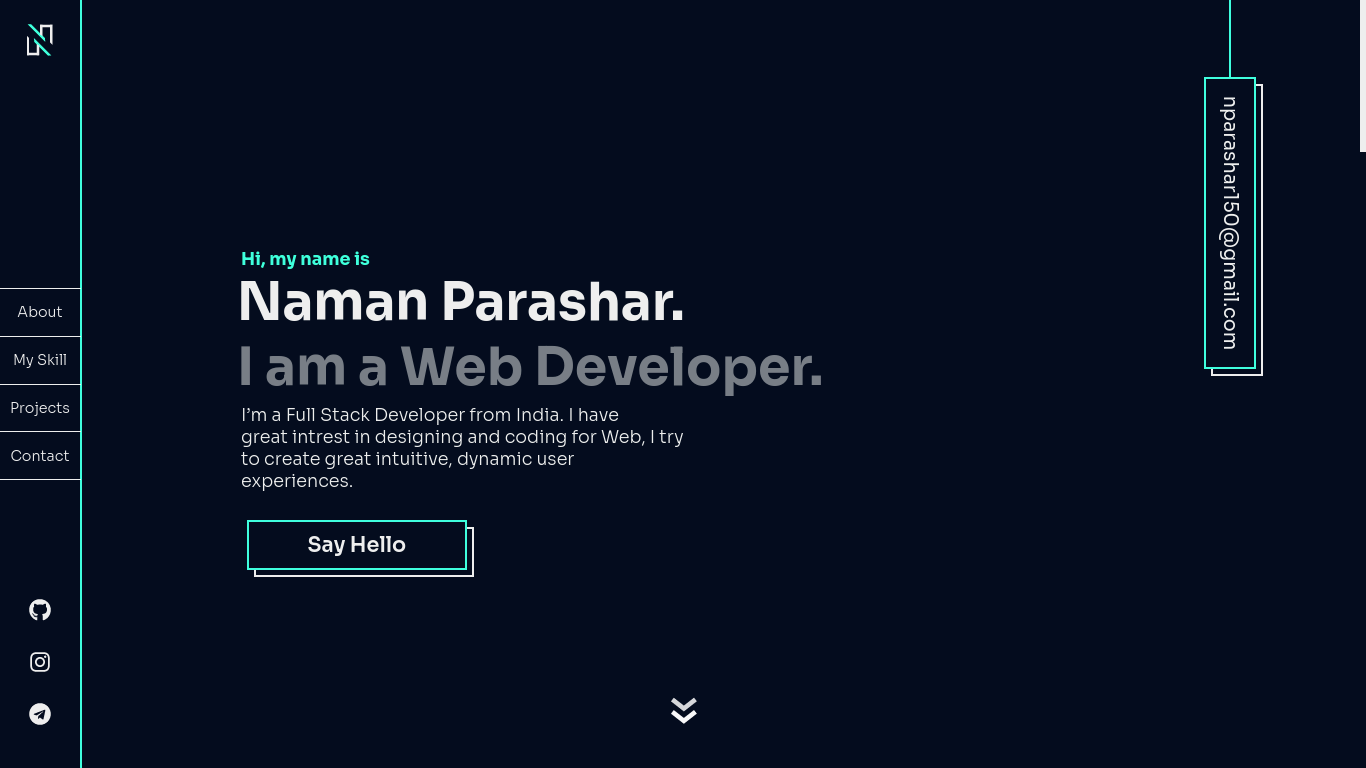 About
My Skill
Projects
Contact
Hi, my name is
Naman Parashar.
I am a Web Developer.
I’m a Full Stack Developer from India. I have
great intrest in designing and coding for Web, I try
to create great intuitive, dynamic user
experiences.
Say Hello
nparashar150@gmail.com